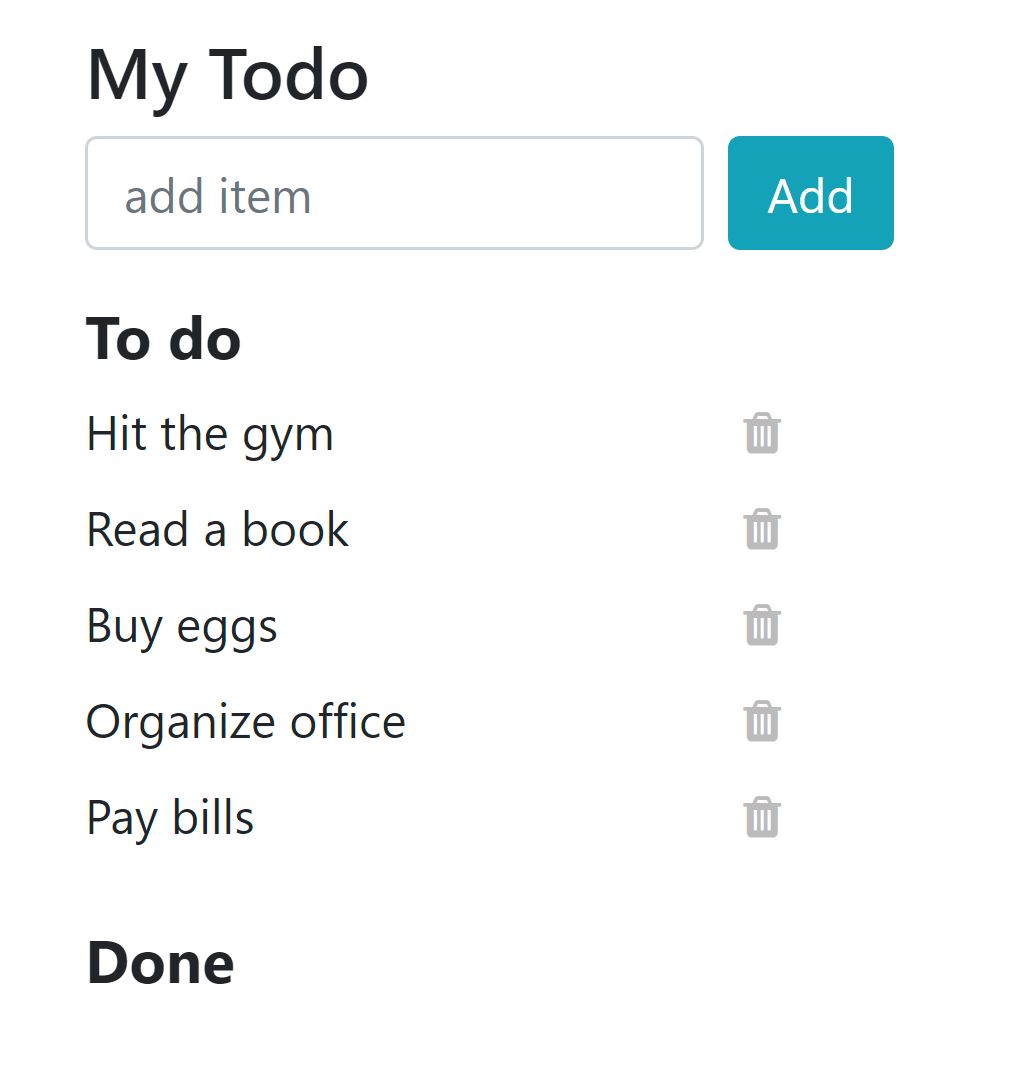 My Todo
add item
Add
To do
Hit the gym
Read a book
Buy eggs
Organize office
Pay bills
Done